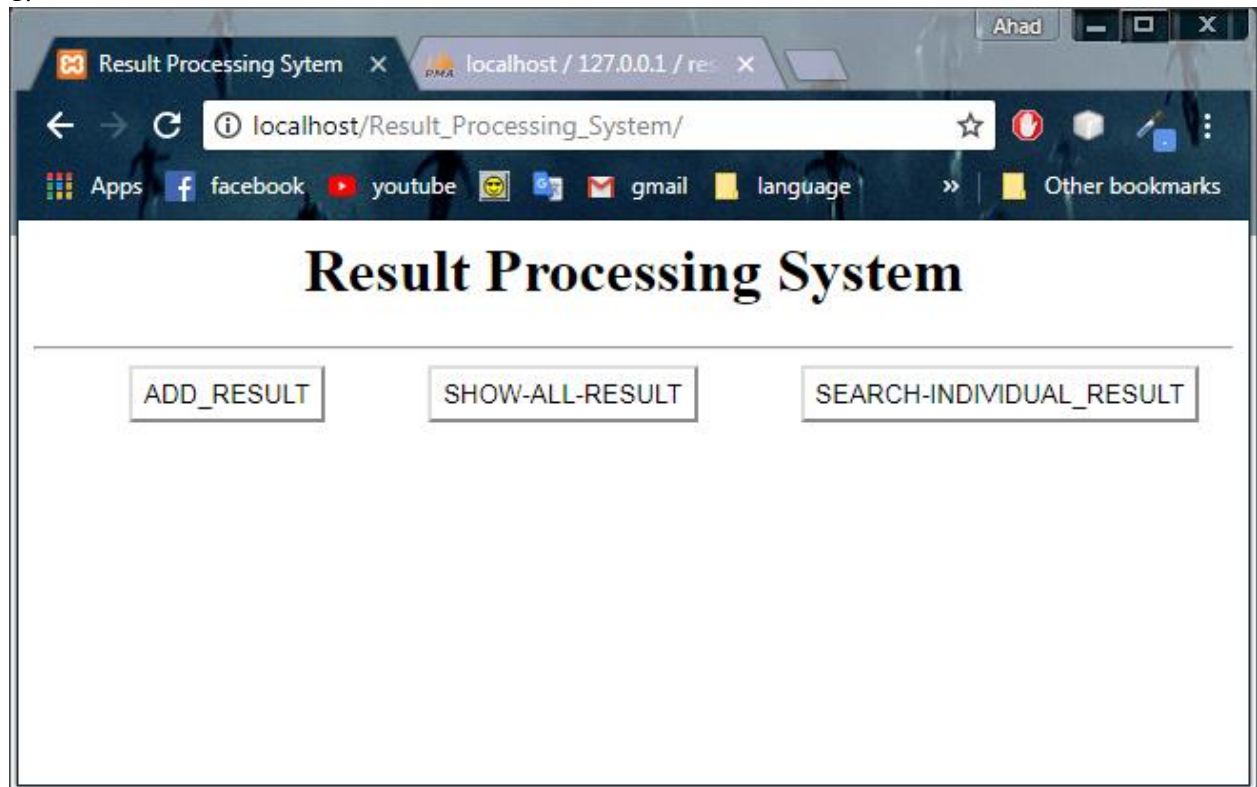 Ahad
Result Processing Sytem
PMA localhost / 127.0.0.1 / res
localhost/Result_Processing_System/
Apps facebook youtube gmail language » Other bookmarks
Result Processing System
ADD_RESULT SHOW-ALL-RESULT SEARCH-INDIVIDUAL_RESULT